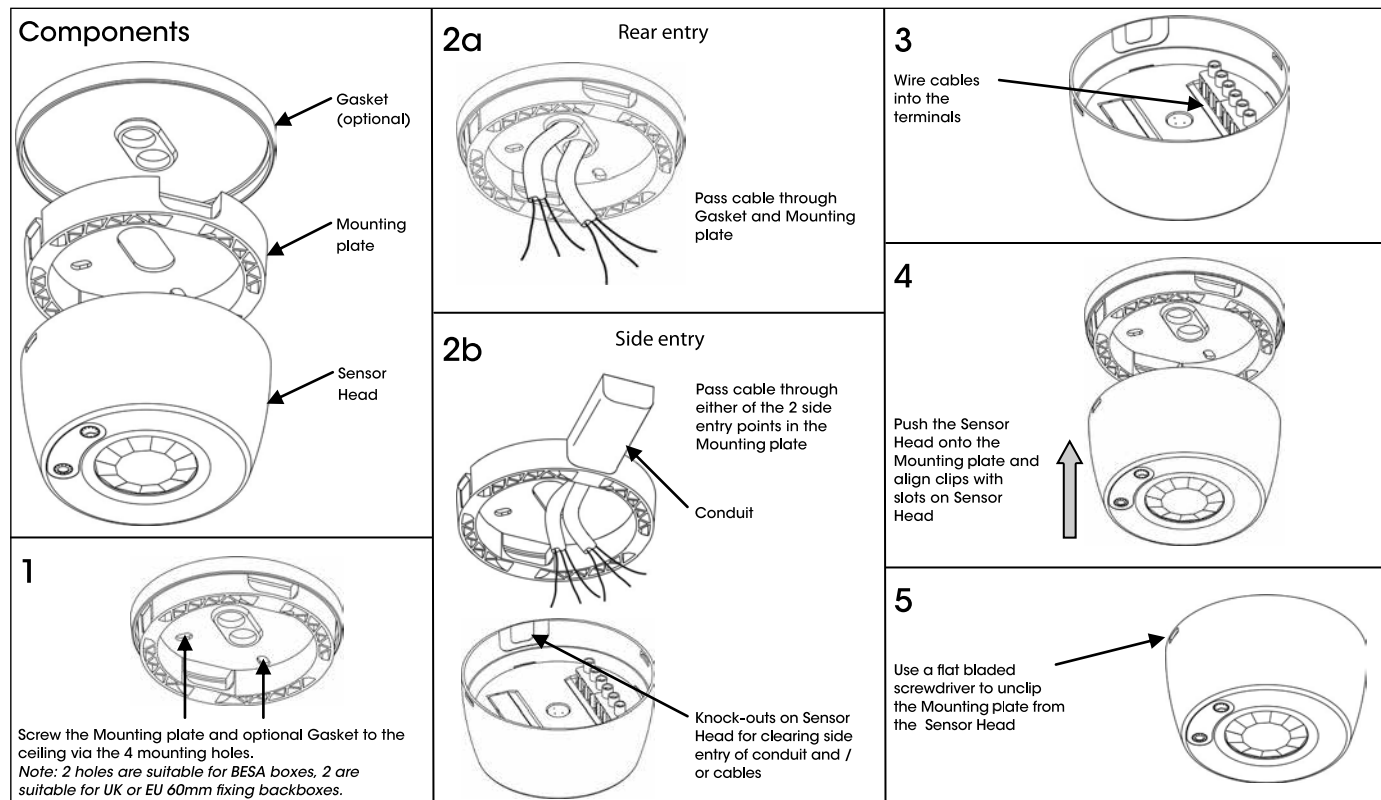 Components
Gasket
(optional)
Mounting
plate
Sensor
Head
1
Screw the Mounting plate and optional Gasket to the
ceiling via the 4 mounting holes.
Note: 2 holes are suitable for BESA boxes, 2 are
suitable for UK or EU 60mm fixing backboxes.
2a
Rear entry
Pass cable through
Gasket and Mounting
plate
2b
Side entry
Pass cable through
either of the 2 side
entry points in the
Mounting plate
Conduit
Knock-outs on Sensor
Head for clearing side
entry of conduit and /
or cables
3
Wire cables
into the
terminals
4
Push the Sensor
Head onto the
Mounting plate and
align clips with
slots on Sensor
Head
5
Use a flat bladed
screwdriver to unclip
the Mounting plate from
the Sensor Head